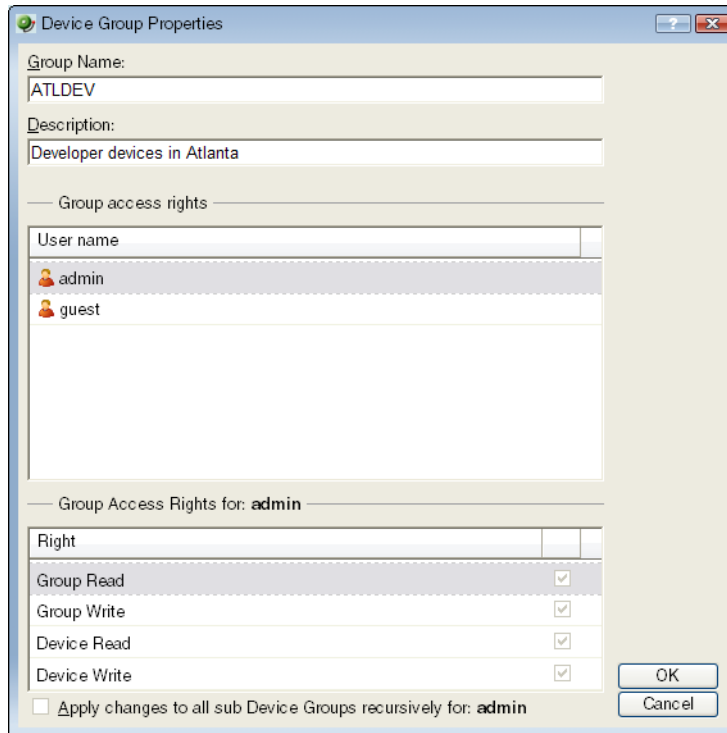 Device Group Properties
Group Name:
ATLDEV
Description:
Developer devices in Atlanta
Group access rights
User name
admin
guest
Group Access Rights for: admin
Right
Group Read
Group Write
Device Read
Device Write
OK
Apply changes to all sub Device Groups recursively for: admin
Cancel